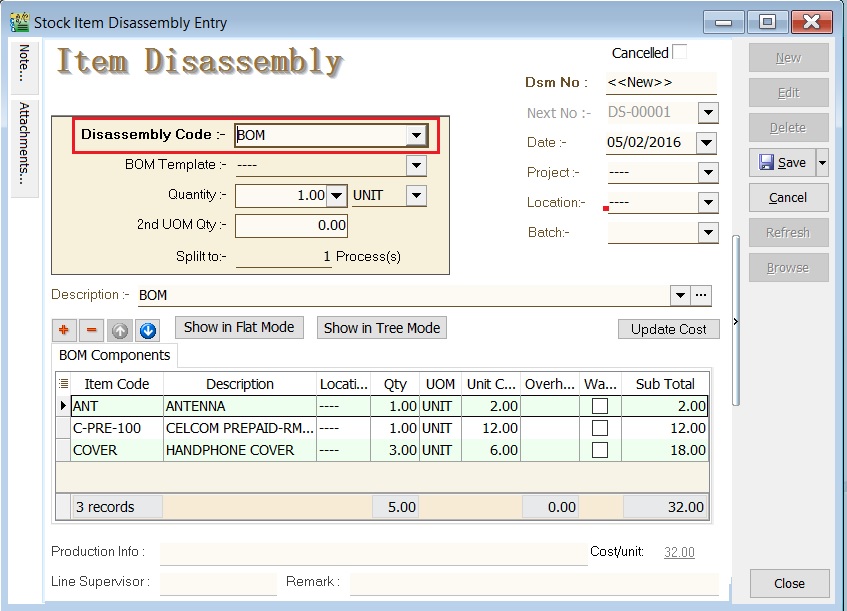 Stock Item Disassembly Entry
Note...
Attachments...
Item Disassembly
Cancelled
Dsm No : <<New>>
Next No :- DS-00001
Date :- 05/02/2016
Project :- ----
Location:- ----
Batch:-
Disassembly Code :- BOM
BOM Template :- ----
Quantity :- 1.00 UNIT
2nd UOM Qty :- 0.00
Splilt to:- 1 Process(s)
Description :- BOM
Show in Flat Mode Show in Tree Mode Update Cost
BOM Components
Item Code Description Locati... Qty UOM Unit C... Overh... Wa... Sub Total
ANT ANTENNA ---- 1.00 UNIT 2.00 2.00
C-PRE-100 CELCOM PREPAID-RM... ---- 1.00 UNIT 12.00 12.00
COVER HANDPHONE COVER ---- 3.00 UNIT 6.00 18.00
3 records 5.00 0.00 32.00
Production Info : Cost/unit: 32.00
Line Supervisor : Remark :
New
Edit
Delete
Save
Cancel
Refresh
Browse
Close